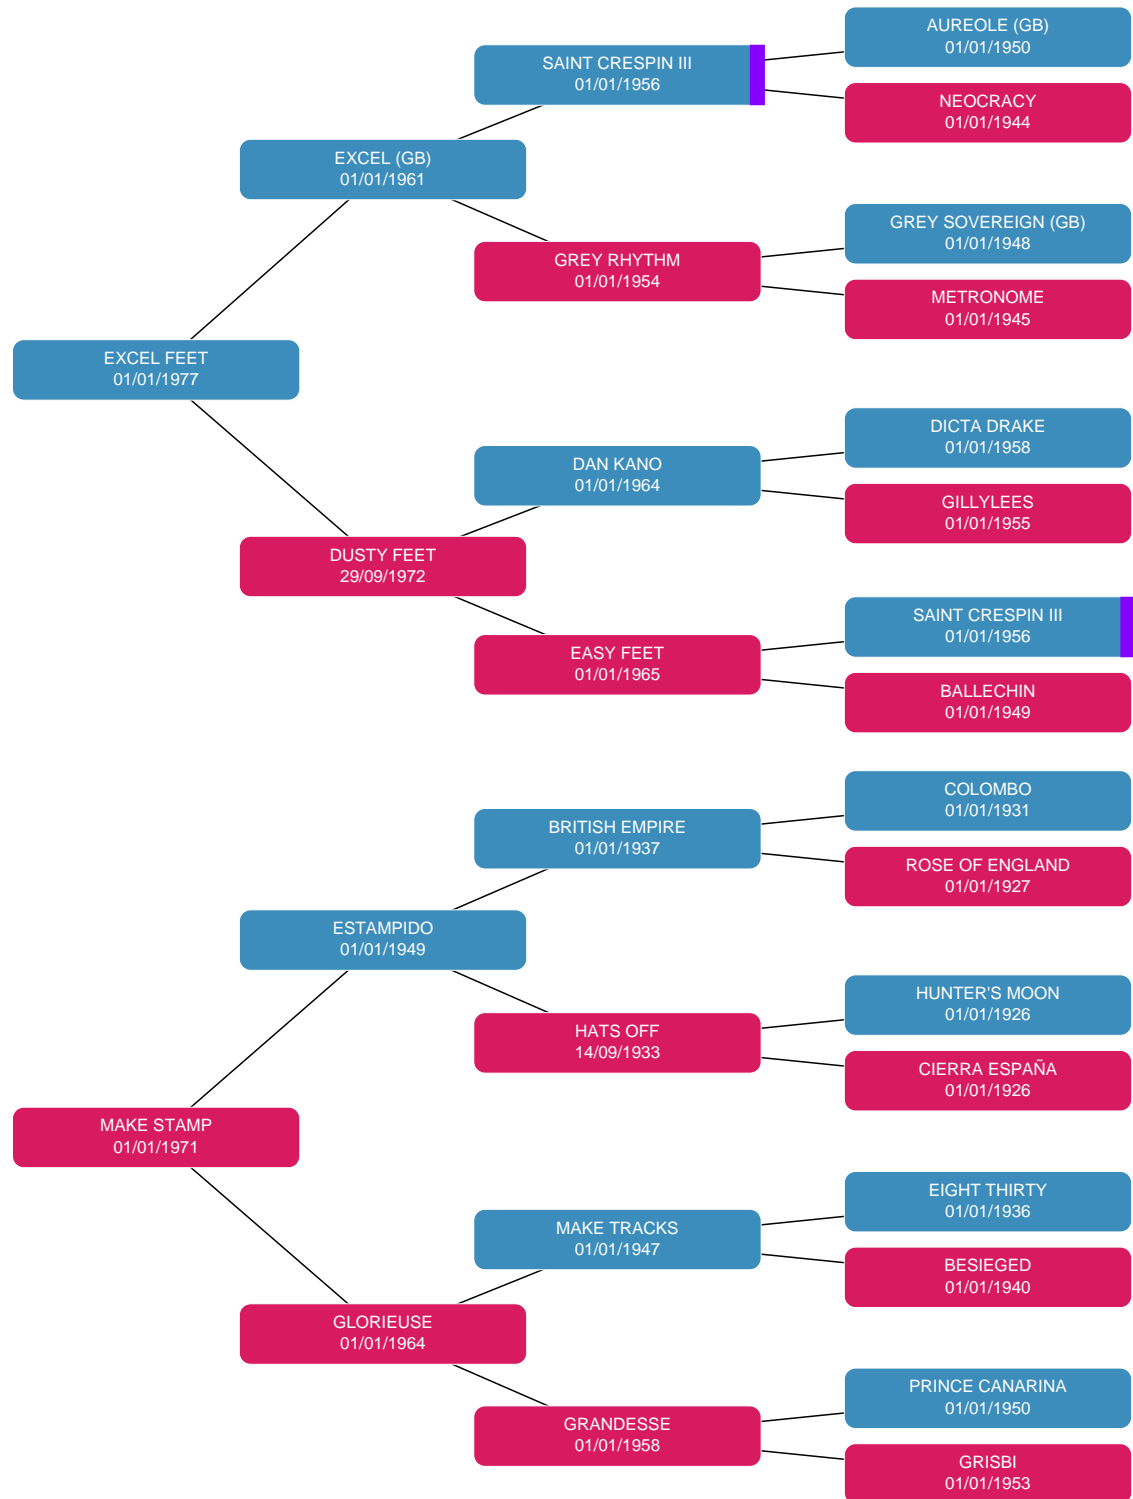 AUREOLE (GB)
01/01/1950
SAINT CRESPIN III
01/01/1956
NEOCRACY
01/01/1944
EXCEL (GB)
01/01/1961
GREY SOVEREIGN (GB)
01/01/1948
GREY RHYTHM
01/01/1954
METRONOME
01/01/1945
EXCEL FEET
01/01/1977
DICTA DRAKE
01/01/1958
DAN KANO
01/01/1964
GILLYLEES
01/01/1955
DUSTY FEET
29/09/1972
SAINT CRESPIN III
01/01/1956
EASY FEET
01/01/1965
BALLECHIN
01/01/1949
COLOMBO
01/01/1931
BRITISH EMPIRE
01/01/1937
ROSE OF ENGLAND
01/01/1927
ESTAMPIDO
01/01/1949
HUNTER'S MOON
01/01/1926
HATS OFF
14/09/1933
CIERRA ESPAÑA
01/01/1926
MAKE STAMP
01/01/1971
EIGHT THIRTY
01/01/1936
MAKE TRACKS
01/01/1947
BESIEGED
01/01/1940
GLORIEUSE
01/01/1964
PRINCE CANARINA
01/01/1950
GRANDESSE
01/01/1958
GRISBI
01/01/1953